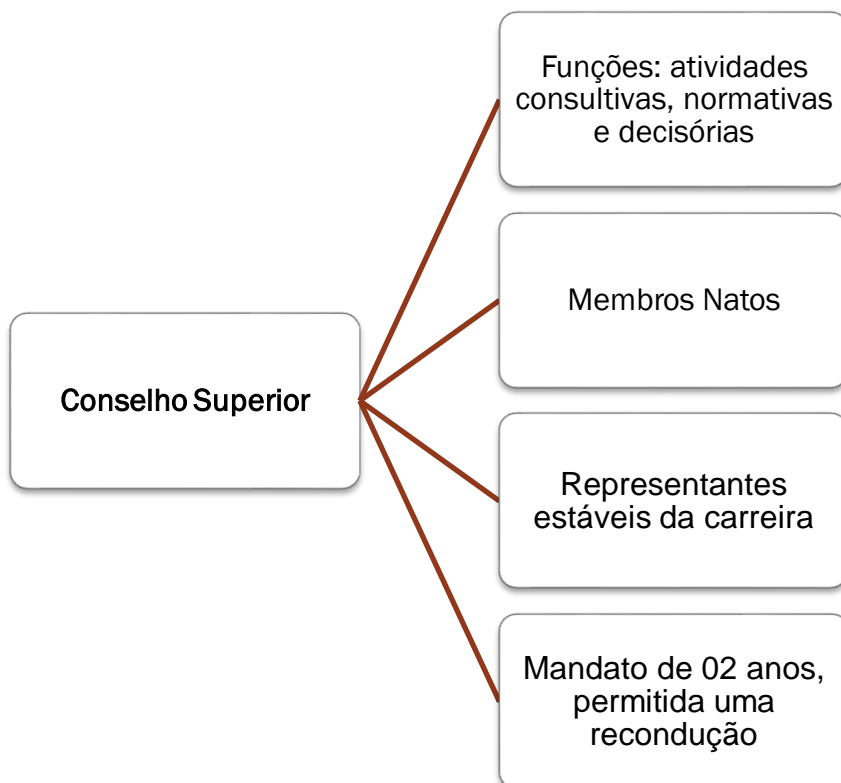 Funções: atividades
consultivas, normativas
e decisórias
Membros Natos
Conselho Superior
Representantes
estáveis da carreira
Mandato de 02 anos,
permitida uma
recondução